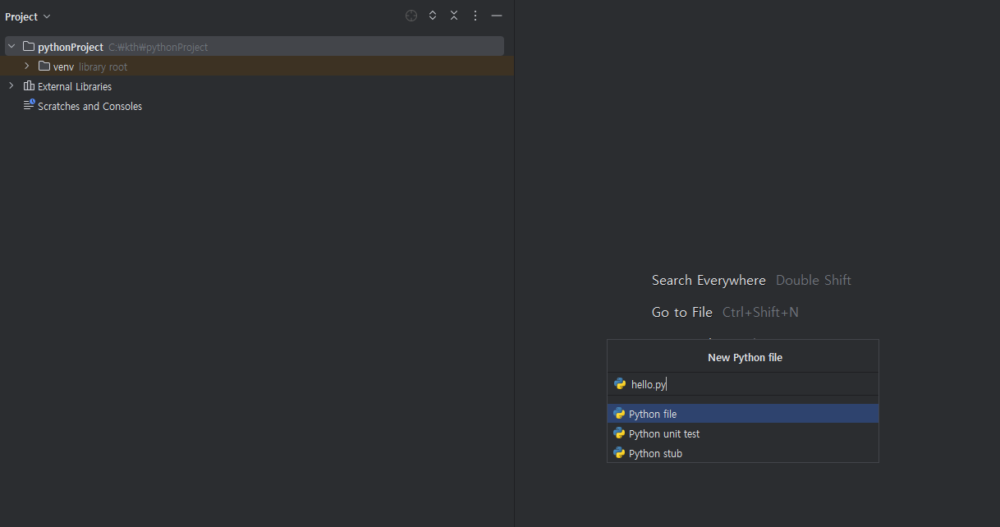 Project
pythonProject C:₩kth₩pythonProject
venv library root
External Libraries
Scratches and Consoles
Search Everywhere Double Shift
Go to File Ctrl+Shift+N
New Python file
hello.py
Python file
Python unit test
Python stub